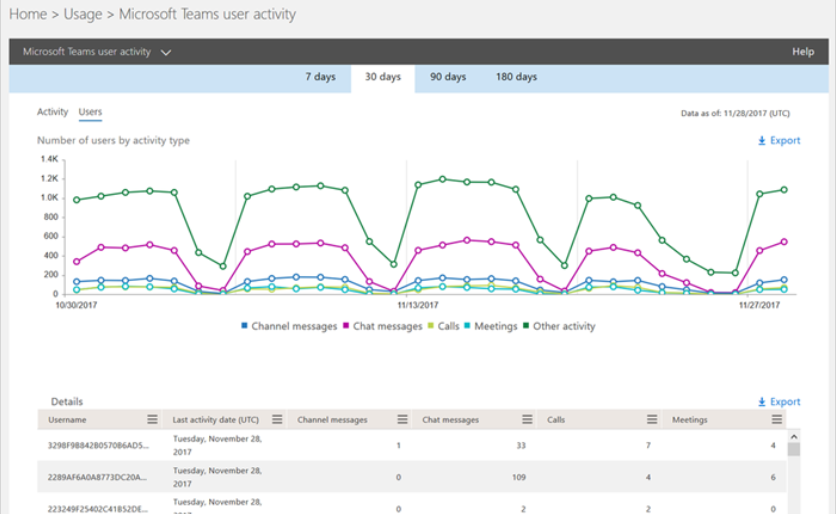 Home > Usage > Microsoft Teams user activity
Microsoft Teams user activity Help
7 days 30 days 90 days 180 days
Activity Users Data as of: 11/28/2017 (UTC)
Number of users by activity type Export
1.4K
1.2K
1.0K
800
600
400
200
0
10/30/2017 11/13/2017 11/27/2017
Channel messages Chat messages Calls Meetings Other activity
Details Export
Username Last activity date (UTC) Channel messages Chat messages Calls Meetings
3298F9B842B0570B6AD5... Tuesday, November 28, 2017 1 33 7 4
2289AF6A0A8773DC20A... Tuesday, November 28, 2017 0 109 4 6
223249F25402C41B52DE... Tuesday, November 28, 0 2 2 0